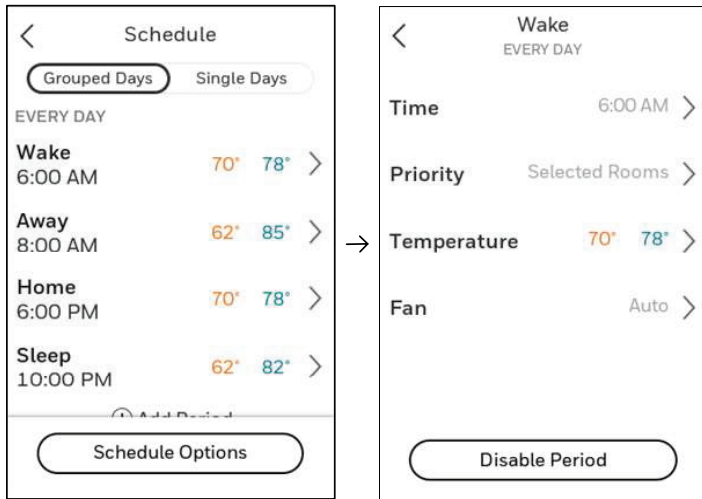 Schedule
Grouped Days Single Days
EVERY DAY
Wake
6:00 AM 70° 78°
Away
8:00 AM 62° 85°
Home
6:00 PM 70° 78°
Sleep
10:00 PM 62° 82°
Add Period
Schedule Options
Wake
EVERY DAY
Time 6:00 AM
Priority Selected Rooms
Temperature 70° 78°
Fan Auto
Disable Period